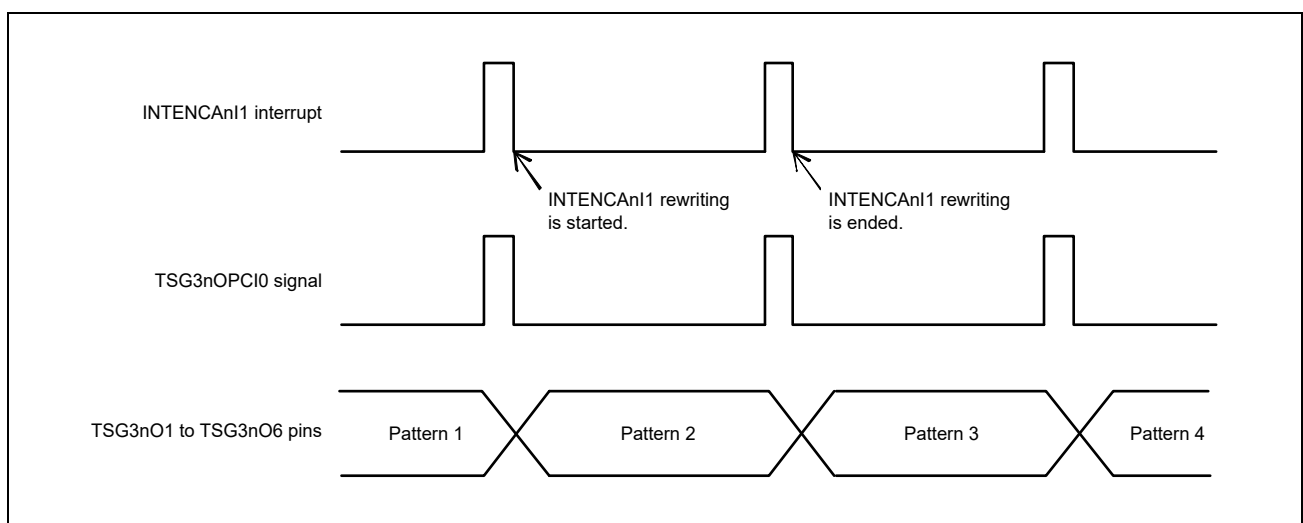 INTENCAnI1 interrupt
INTENCAnI1 rewriting
is started.
INTENCAnI1 rewriting
is ended.
TSG3nOPCI0 signal
TSG3nO1 to TSG3nO6 pins
Pattern 1
Pattern 2
Pattern 3
Pattern 4